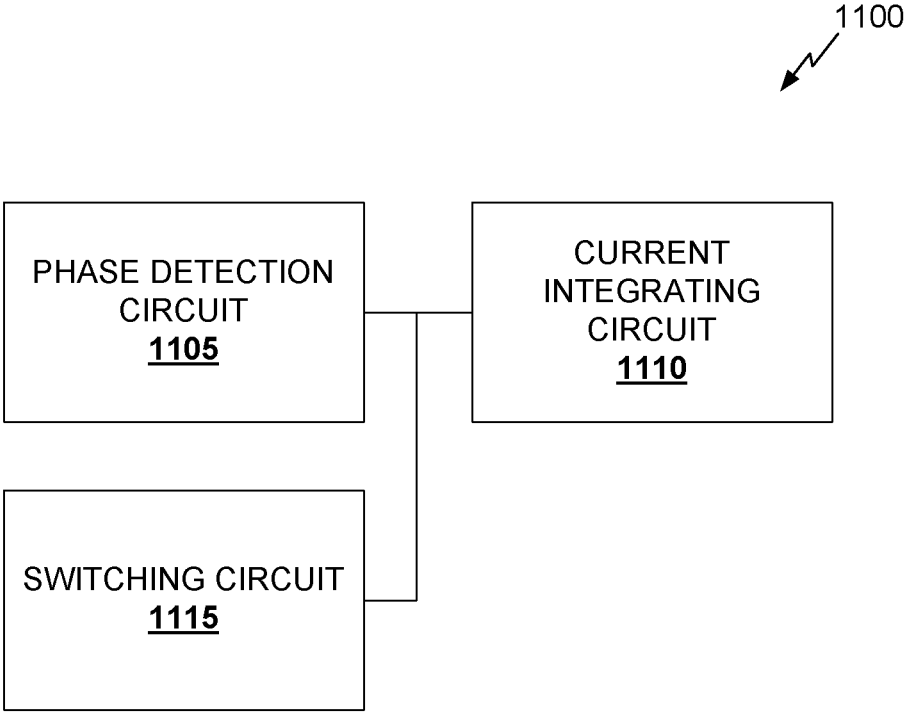 1100
PHASE DETECTION
CIRCUIT
1105
CURRENT
INTEGRATING
CIRCUIT
1110
SWITCHING CIRCUIT
1115